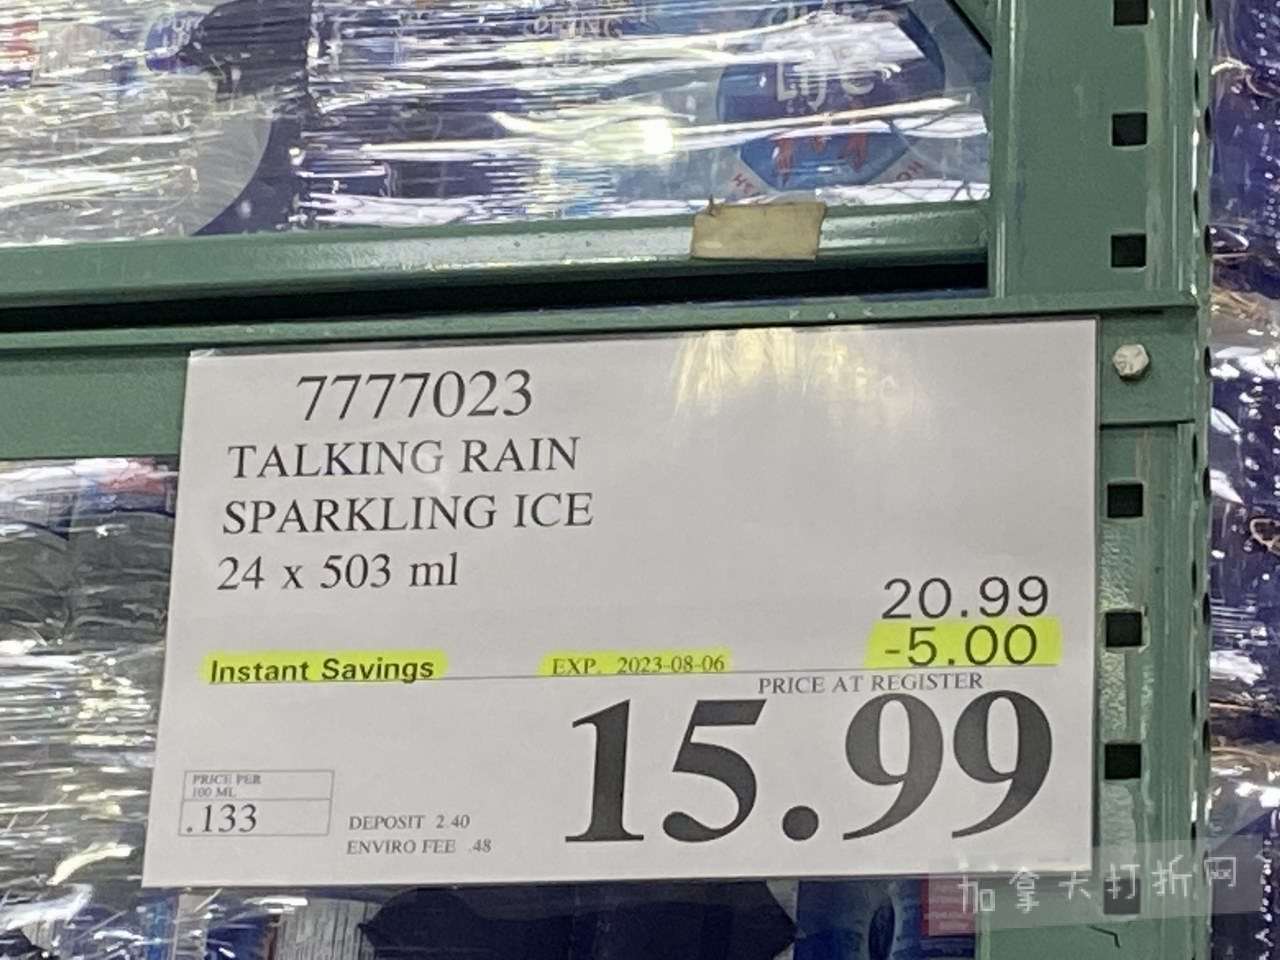 Life
7777023
TALKING RAIN
SPARKLING ICE
24 x 503 ml
20.99
Instant Savings EXP. 2023-08-06 -5.00
PRICE AT REGISTER
15.99
PRICE PER
100 ML
.133
DEPOSIT 2.40
ENVIRO FEE .48
加拿大打折网